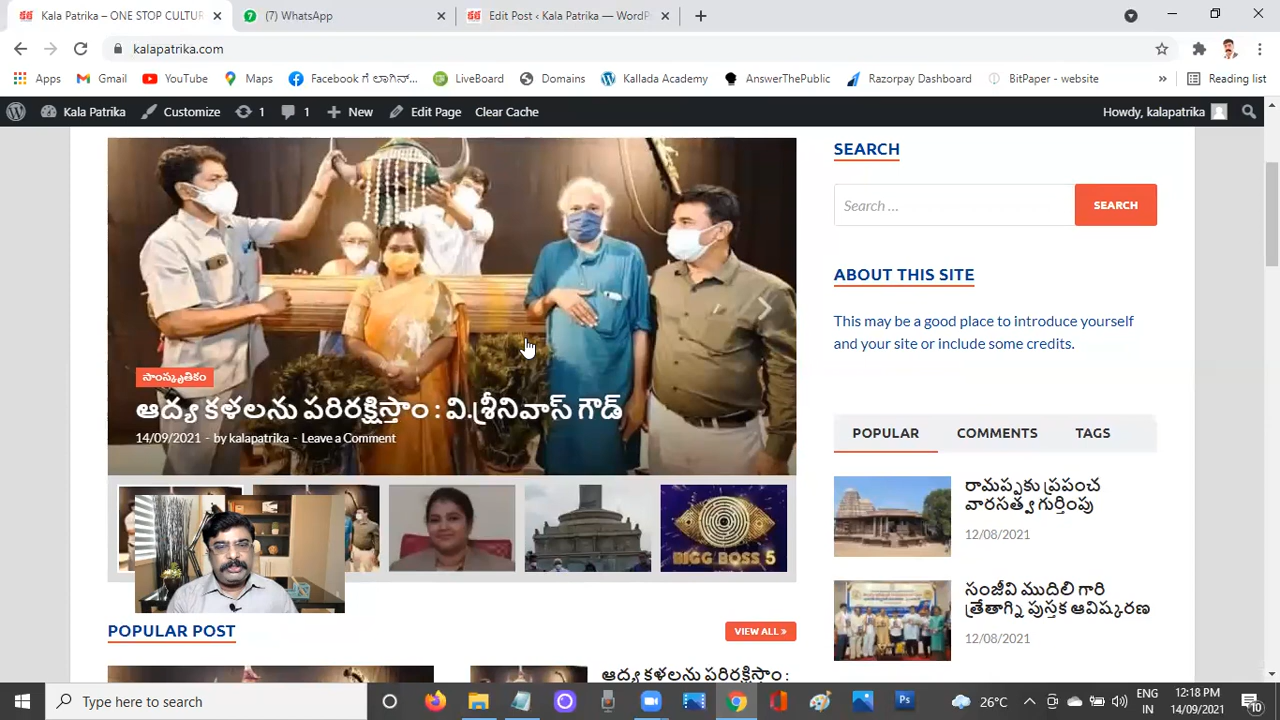 Kala Patrika – ONE STOP CULTUR
(7) WhatsApp
Edit Post ‹ Kala Patrika — WordP
kalapatrika.com
Apps
Gmail
YouTube
Maps
Facebook ಗೆ ಲಾಗಿನ್...
LiveBoard
Domains
Kallada Academy
AnswerThePublic
Razorpay Dashboard
BitPaper - website
»
Reading list
Kala Patrika
Customize
1
1
New
Edit Page
Clear Cache
Howdy, kalapatrika
సాంస్కృతికం
ఆద్య కళలను పరిరక్షిస్తాం : వి.శ్రీనివాస్ గౌడ్
14/09/2021 - by kalapatrika - Leave a Comment
BIGG BOSS 5
POPULAR POST
VIEW ALL »
ఆద్య కళలను పరిరక్షిస్తాం :
SEARCH
Search …
SEARCH
ABOUT THIS SITE
This may be a good place to introduce yourself
and your site or include some credits.
POPULAR
COMMENTS
TAGS
రామప్పకు ప్రపంచ
వారసత్వ గుర్తింపు
12/08/2021
సంజీవి ముదిలి గారి
త్రేతాగ్ని పుస్తక ఆవిష్కరణ
12/08/2021
Type here to search
26°C
ENG
IN
12:18 PM
14/09/2021
10